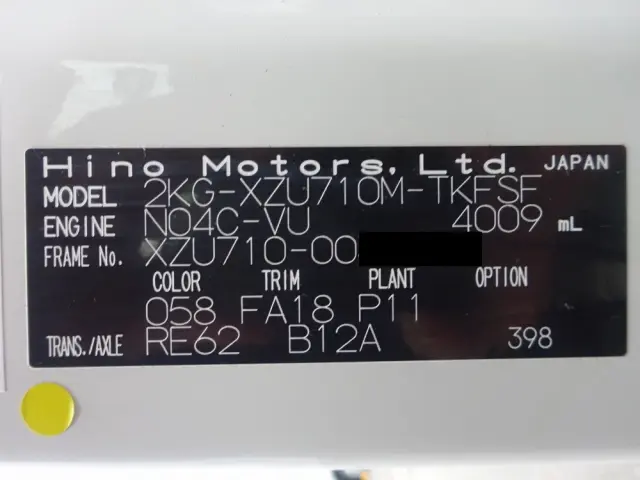 Hino Motors, Ltd. JAPAN
MODEL 2KG-XZU710M-TKFSF
ENGINE N04C-VU 4009 mL
FRAME No. XZU710-00
COLOR TRIM PLANT OPTION
058 FA18 P11
TRANS./AXLE RE62 B12A 398